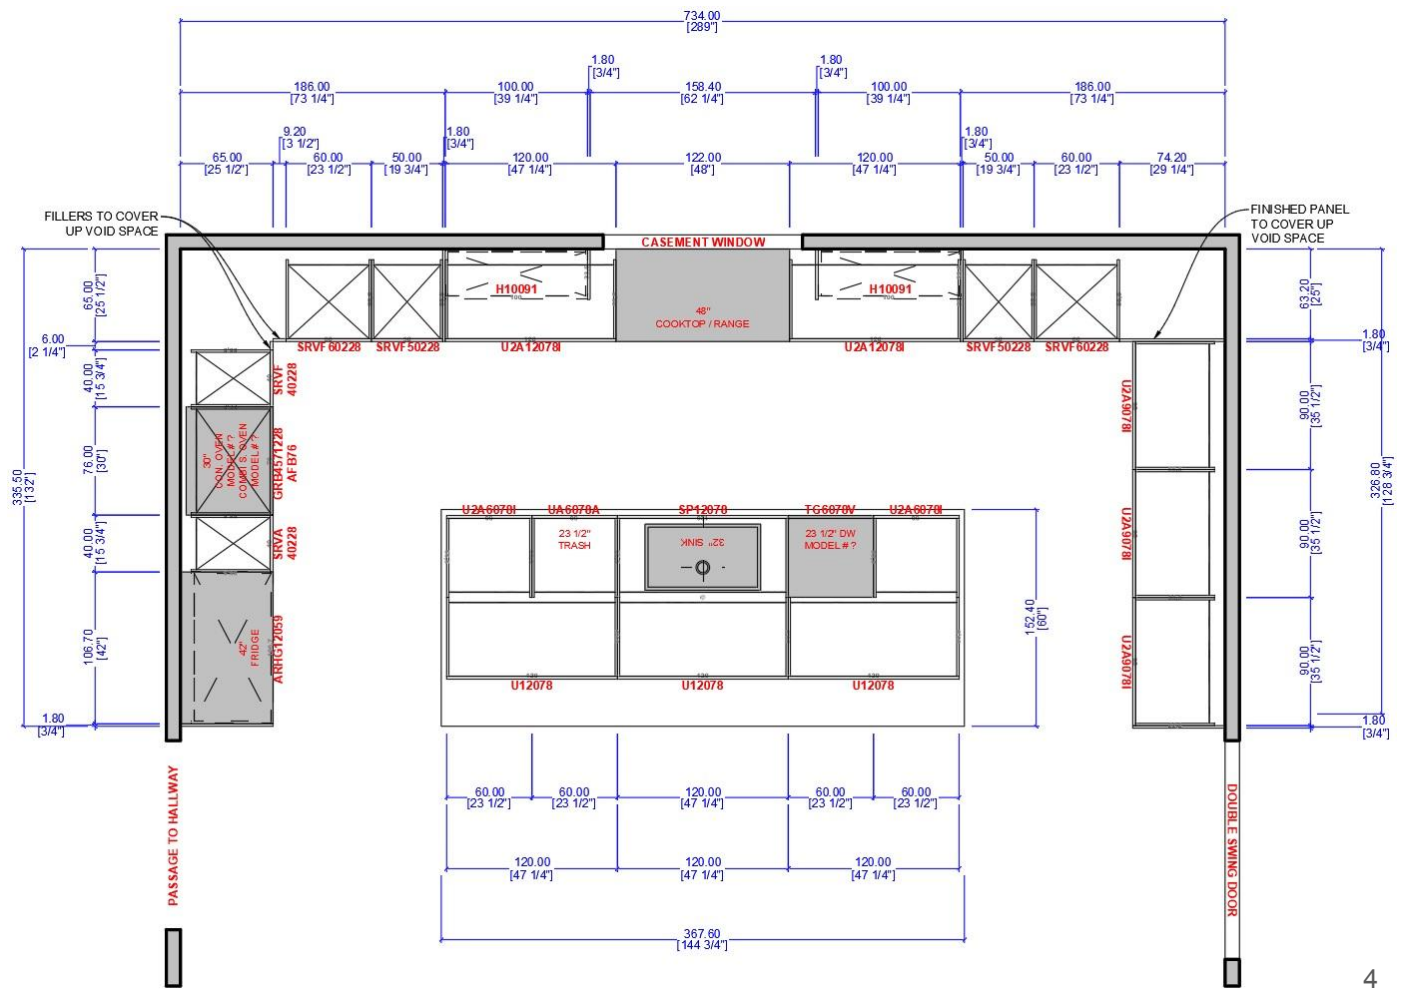 734.00
[289"]
1.80
[3/4"]
1.80
[3/4"]
186.00
[73 1/4"]
100.00
[39 1/4"]
158.40
[62 1/4"]
100.00
[39 1/4"]
186.00
[73 1/4"]
9.20
[3 1/2"]
1.80
[3/4"]
1.80
[3/4"]
65.00
[25 1/2"]
60.00
[23 1/2"]
50.00
[19 3/4"]
120.00
[47 1/4"]
122.00
[48"]
120.00
[47 1/4"]
50.00
[19 3/4"]
60.00
[23 1/2"]
74.20
[29 1/4"]
FILLERS TO COVER
UP VOID SPACE
FINISHED PANEL
TO COVER UP
VOID SPACE
CASEMENT WINDOW
H10091
H10091
48"
COOKTOP / RANGE
SRVF60228
SRVF50228
U2A12078I
U2A12078I
SRVF50228
SRVF60228
65.00
[25 1/2"]
6.00
[2 1/4"]
40.00
[15 3/4"]
76.00
[30"]
335.50
[132"]
40.00
[15 3/4"]
106.70
[42"]
1.80
[3/4"]
SRVF
40228
30"
CON. OVEN
MODEL # ?
COMBI S. OVEN
MODEL # ?
GRB4571228
AFB76
SRVA
40228
42"
FRIDGE
ARHG12059
U2A9078I
U2A9078I
U2A9078I
63.20
[25"]
1.80
[3/4"]
90.00
[35 1/2"]
90.00
[35 1/2"]
326.80
[128 3/4"]
90.00
[35 1/2"]
1.80
[3/4"]
U2A6078I
UA6078A
SP12078
TG6078V
U2A6078I
23 1/2"
TRASH
32" SINK
23 1/2" DW
MODEL # ?
152.40
[60"]
U12078
U12078
U12078
60.00
[23 1/2"]
60.00
[23 1/2"]
120.00
[47 1/4"]
60.00
[23 1/2"]
60.00
[23 1/2"]
120.00
[47 1/4"]
120.00
[47 1/4"]
120.00
[47 1/4"]
367.60
[144 3/4"]
PASSAGE TO HALLWAY
DOUBLE SWING DOOR
4